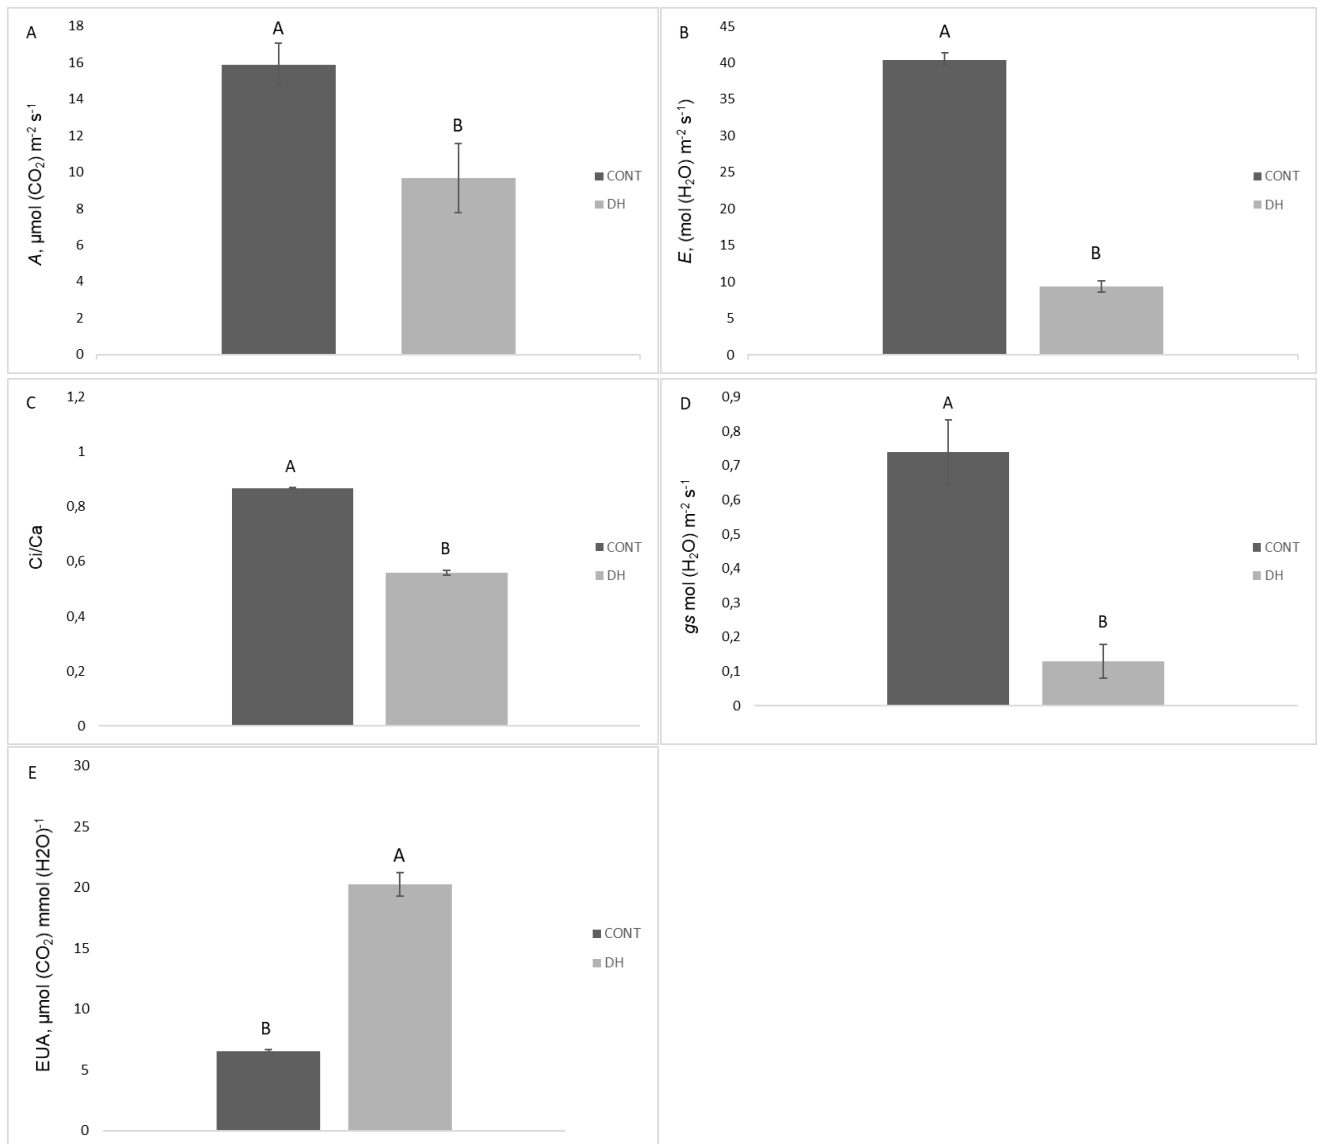 A
18
16
14
12
10
8
6
4
2
0
A, µmol (CO₂) m⁻² s⁻¹
A
B
CONT
DH
B
45
40
35
30
25
20
15
10
5
0
E, (mol (H₂O) m⁻² s⁻¹)
A
B
CONT
DH
C
1,2
1
0,8
0,6
0,4
0,2
0
Ci/Ca
A
B
CONT
DH
D
0,9
0,8
0,7
0,6
0,5
0,4
0,3
0,2
0,1
0
gs mol (H₂O) m⁻² s⁻¹
A
B
CONT
DH
E
30
25
20
15
10
5
0
EUA, µmol (CO₂) mmol (H2O)⁻¹
B
A
CONT
DH